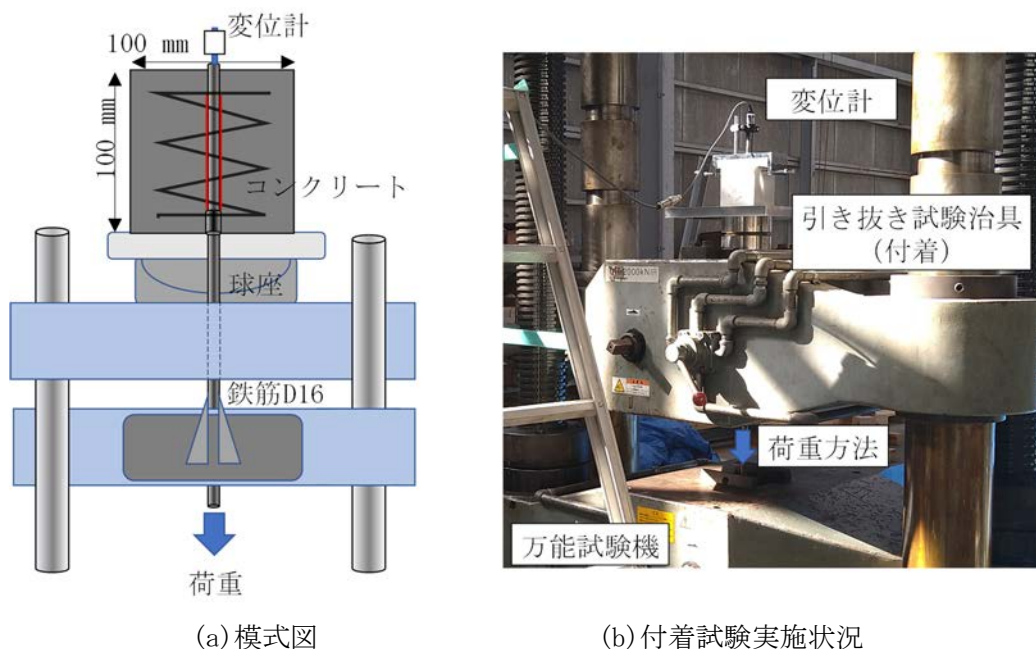 変位計
100 mm
100 mm
コンクリート
球座
鉄筋D16
荷重
変位計
引き抜き試験治具
(付着)
荷重方法
万能試験機
(a)模式図
(b)付着試験実施状況